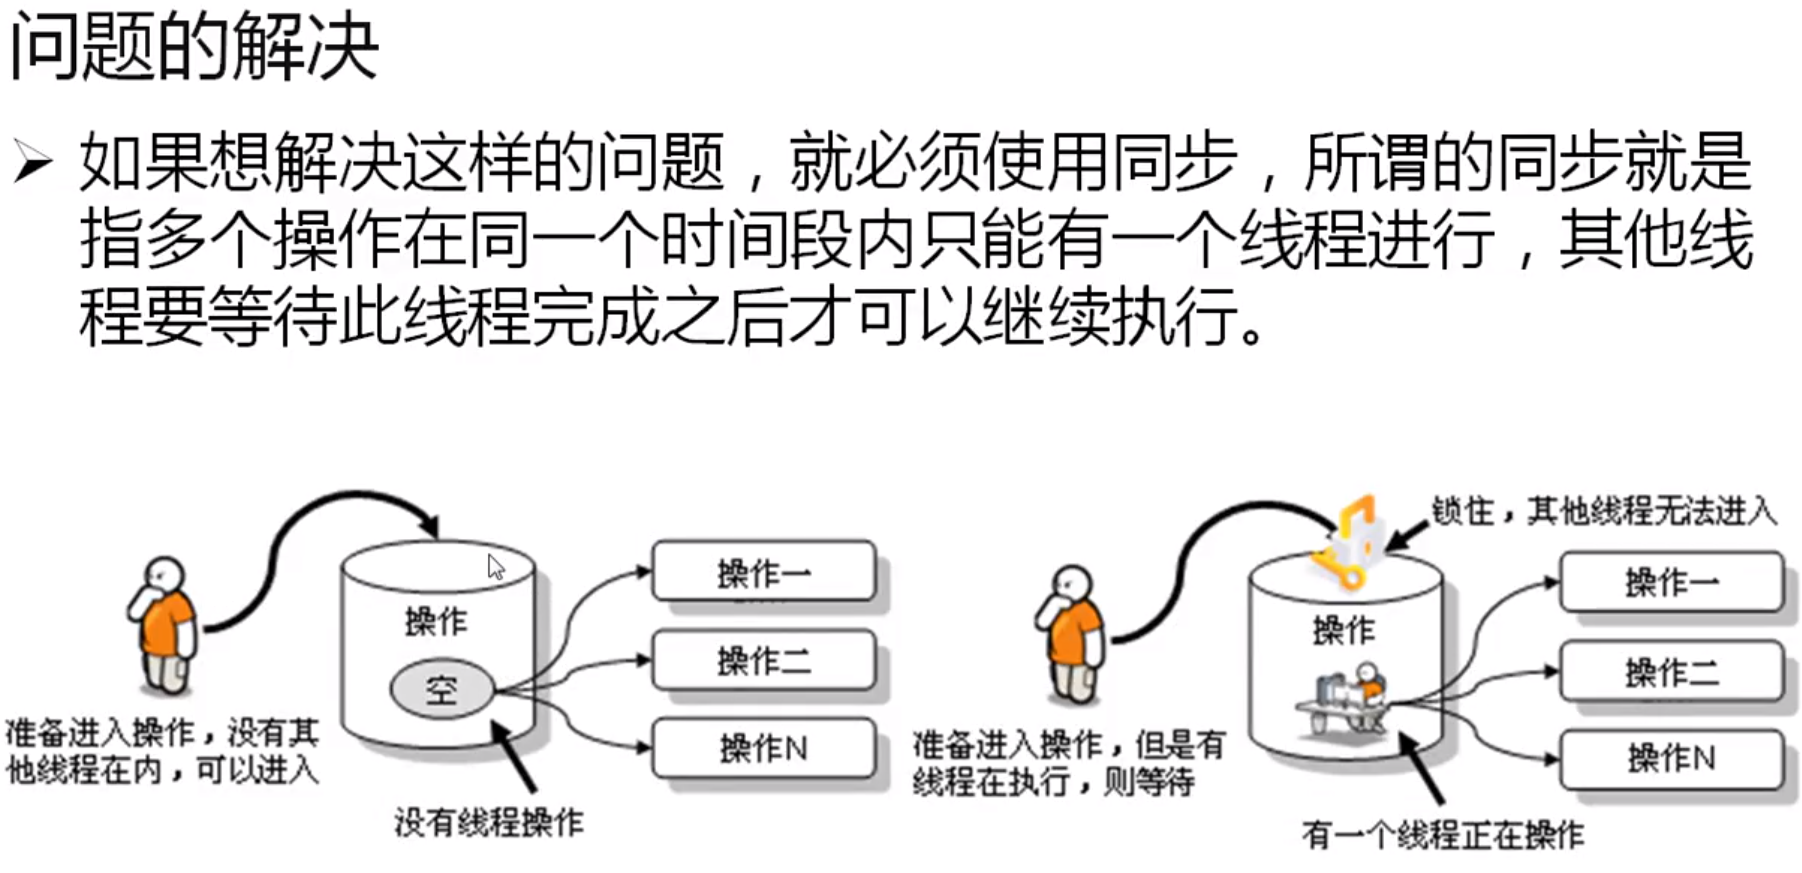 问题的解决
➢ 如果想解决这样的问题，就必须使用同步，所谓的同步就是
指多个操作在同一个时间段内只能有一个线程进行，其他线
程要等待此线程完成之后才可以继续执行。
操作
空
操作一
操作二
操作N
准备进入操作，没有其
他线程在内，可以进入
没有线程操作
锁住，其他线程无法进入
操作
操作一
操作二
操作N
准备进入操作，但是有
线程在执行，则等待
有一个线程正在操作